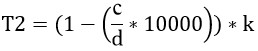 T2 = (1 − (c/d * 10000)) * k